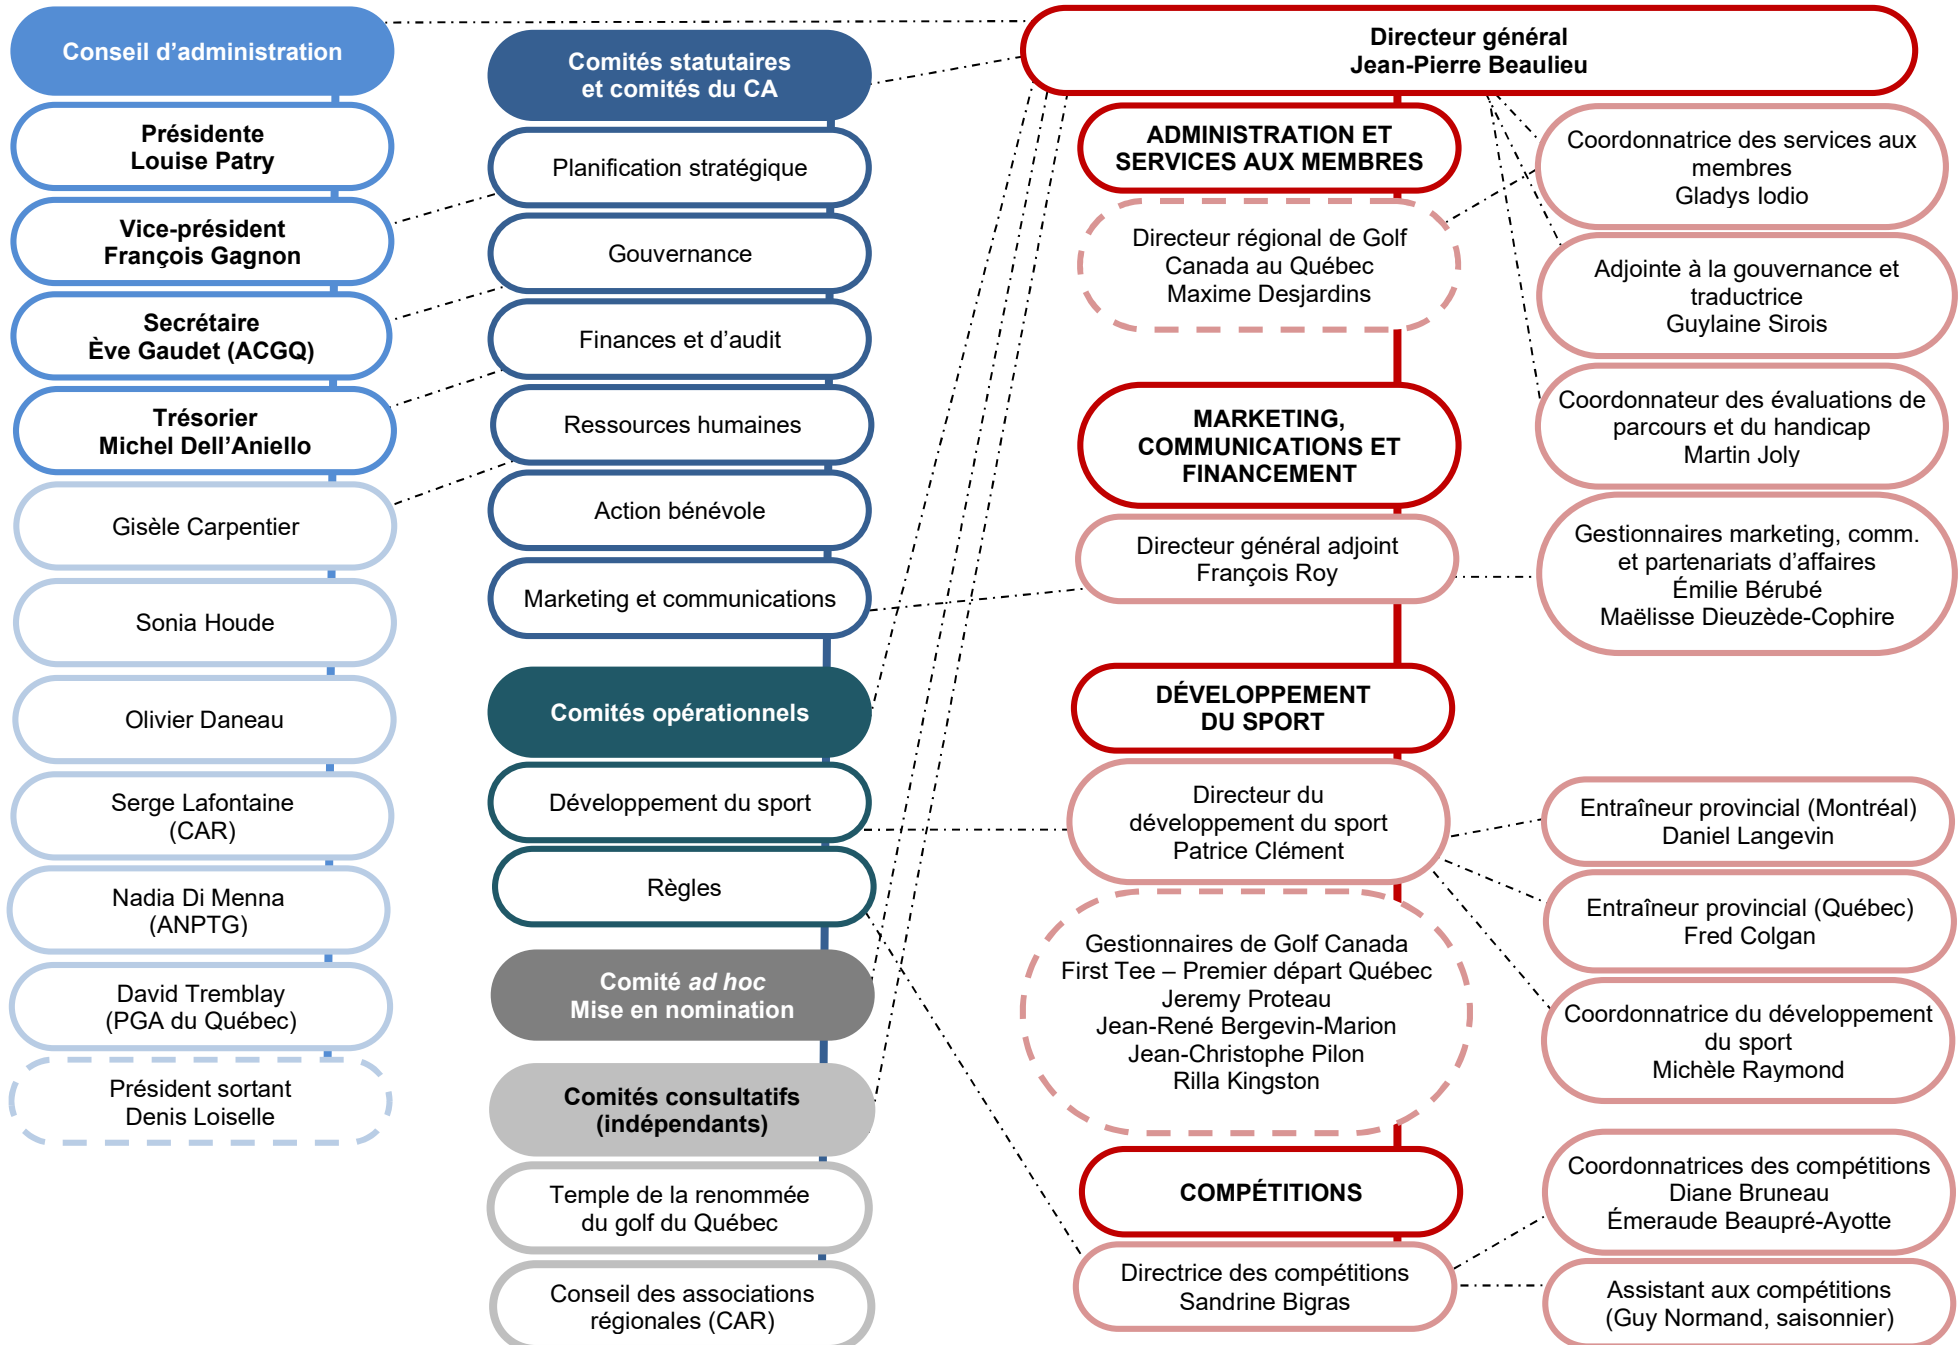 Conseil d’administration
Présidente
Louise Patry
Vice-président
François Gagnon
Secrétaire
Ève Gaudet (ACGQ)
Trésorier
Michel Dell’Aniello
Gisèle Carpentier
Sonia Houde
Olivier Daneau
Serge Lafontaine
(CAR)
Nadia Di Menna
(ANPTG)
David Tremblay
(PGA du Québec)
Président sortant
Denis Loiselle
Comités statutaires
et comités du CA
Planification stratégique
Gouvernance
Finances et d’audit
Ressources humaines
Action bénévole
Marketing et communications
Comités opérationnels
Développement du sport
Règles
Comité ad hoc
Mise en nomination
Comités consultatifs
(indépendants)
Temple de la renommée
du golf du Québec
Conseil des associations
régionales (CAR)
Directeur général
Jean-Pierre Beaulieu
ADMINISTRATION ET
SERVICES AUX MEMBRES
Directeur régional de Golf
Canada au Québec
Maxime Desjardins
MARKETING,
COMMUNICATIONS ET
FINANCEMENT
Directeur général adjoint
François Roy
DÉVELOPPEMENT
DU SPORT
Directeur du
développement du sport
Patrice Clément
Gestionnaires de Golf Canada
First Tee – Premier départ Québec
Jeremy Proteau
Jean-René Bergevin-Marion
Jean-Christophe Pilon
Rilla Kingston
COMPÉTITIONS
Directrice des compétitions
Sandrine Bigras
Coordonnatrice des services aux
membres
Gladys Iodio
Adjointe à la gouvernance et
traductrice
Guylaine Sirois
Coordonnateur des évaluations de
parcours et du handicap
Martin Joly
Gestionnaires marketing, comm.
et partenariats d’affaires
Émilie Bérubé
Maëlisse Dieuzède-Cophire
Entraîneur provincial (Montréal)
Daniel Langevin
Entraîneur provincial (Québec)
Fred Colgan
Coordonnatrice du développement
du sport
Michèle Raymond
Coordonnatrices des compétitions
Diane Bruneau
Émeraude Beaupré-Ayotte
Assistant aux compétitions
(Guy Normand, saisonnier)